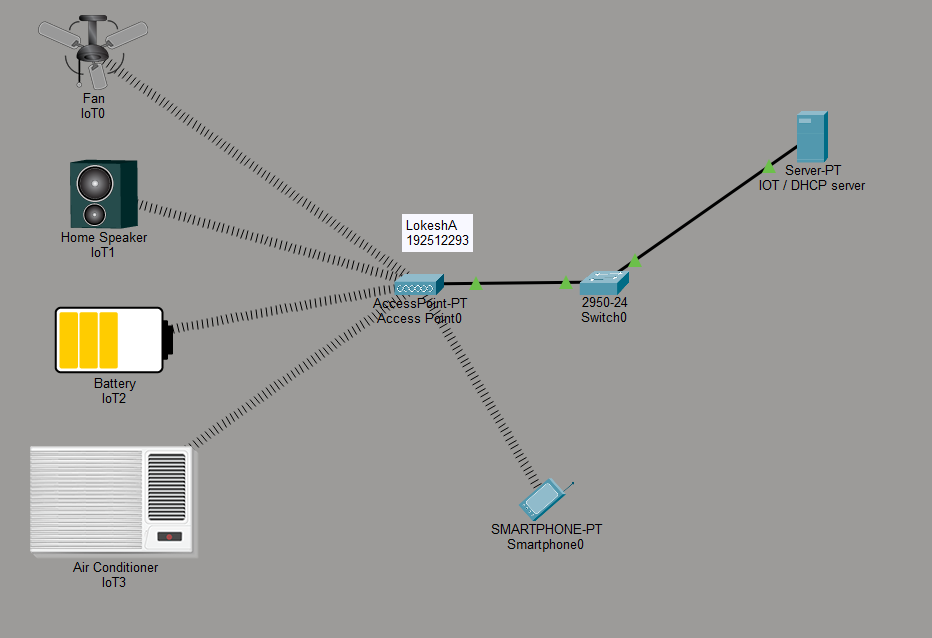 Fan
IoT0
Home Speaker
IoT1
LokeshA
192512293
Server-PT
IOT / DHCP server
AccessPoint-PT
Access Point0
2950-24
Switch0
Battery
IoT2
SMARTPHONE-PT
Smartphone0
Air Conditioner
IoT3